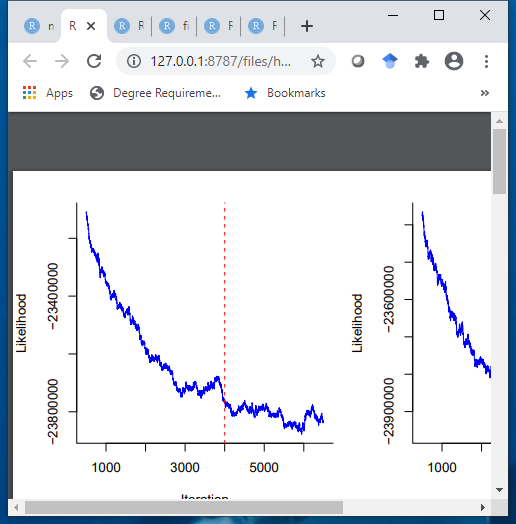 R n R R R fi R R R
127.0.0.1:8787/files/h...
Apps Degree Requireme... Bookmarks
Likelihood
−23400000
−23800000
1000 3000 5000
Likelihood
−23600000
−23900000
1000